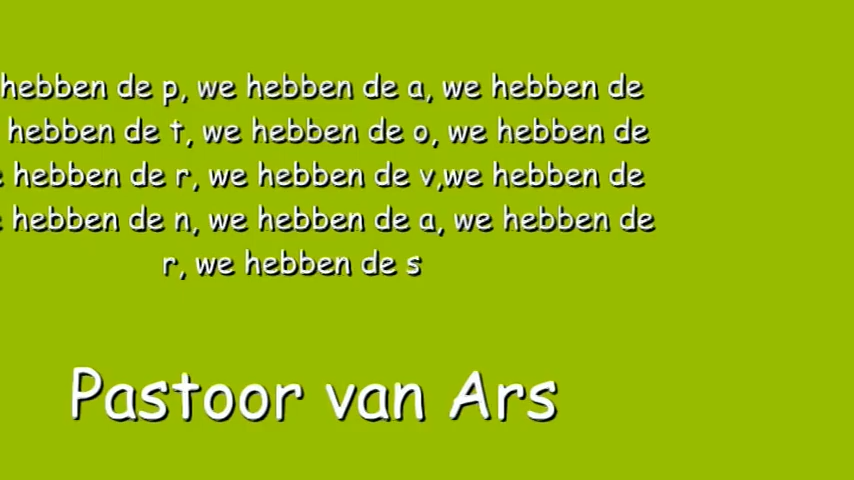 hebben de p, we hebben de a, we hebben de
hebben de t, we hebben de o, we hebben de
hebben de r, we hebben de v,we hebben de
hebben de n, we hebben de a, we hebben de
r, we hebben de s
Pastoor van Ars